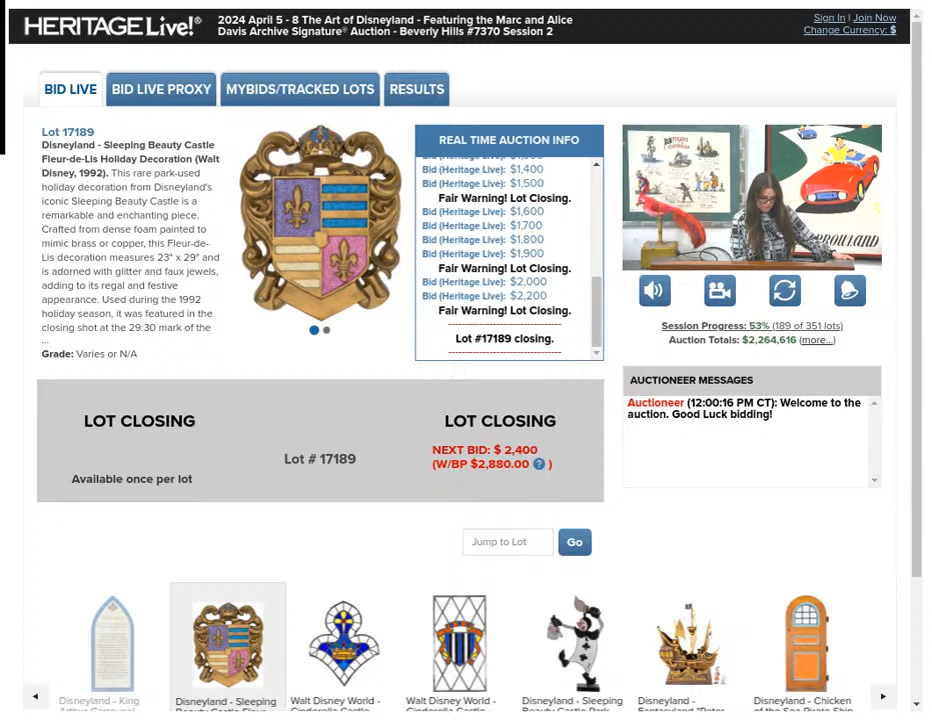 HERITAGE Live!®
2024 April 5 - 8 The Art of Disneyland - Featuring the Marc and Alice
Davis Archive Signature® Auction - Beverly Hills #7370 Session 2
Sign In | Join Now
Change Currency: $
BID LIVE
BID LIVE PROXY
MYBIDS/TRACKED LOTS
RESULTS
Lot 17189
Disneyland - Sleeping Beauty Castle
Fleur-de-Lis Holiday Decoration (Walt
Disney, 1992). This rare park-used
holiday decoration from Disneyland's
iconic Sleeping Beauty Castle is a
remarkable and enchanting piece.
Crafted from dense foam painted to
mimic brass or copper, this Fleur-de-
Lis decoration measures 23" x 29" and
is adorned with glitter and faux jewels,
adding to its regal and festive
appearance. Used during the 1992
holiday season, it was featured in the
closing shot at the 29:30 mark of the
...
Grade: Varies or N/A
REAL TIME AUCTION INFO
Bid (Heritage Live): $1,400
Bid (Heritage Live): $1,500
Fair Warning! Lot Closing.
Bid (Heritage Live): $1,600
Bid (Heritage Live): $1,700
Bid (Heritage Live): $1,800
Bid (Heritage Live): $1,900
Fair Warning! Lot Closing.
Bid (Heritage Live): $2,000
Bid (Heritage Live): $2,200
Fair Warning! Lot Closing.
Lot #17189 closing.
Session Progress: 53% (189 of 351 lots)
Auction Totals: $2,264,616 (more...)
AUCTIONEER MESSAGES
Auctioneer (12:00:16 PM CT): Welcome to the
auction. Good Luck bidding!
LOT CLOSING
Available once per lot
Lot # 17189
LOT CLOSING
NEXT BID: $ 2,400
(W/BP $2,880.00 ? )
Jump to Lot
Go
Disneyland - King
Disneyland - Sleeping
Walt Disney World -
Walt Disney World -
Disneyland - Sleeping
Disneyland -
Disneyland - Chicken